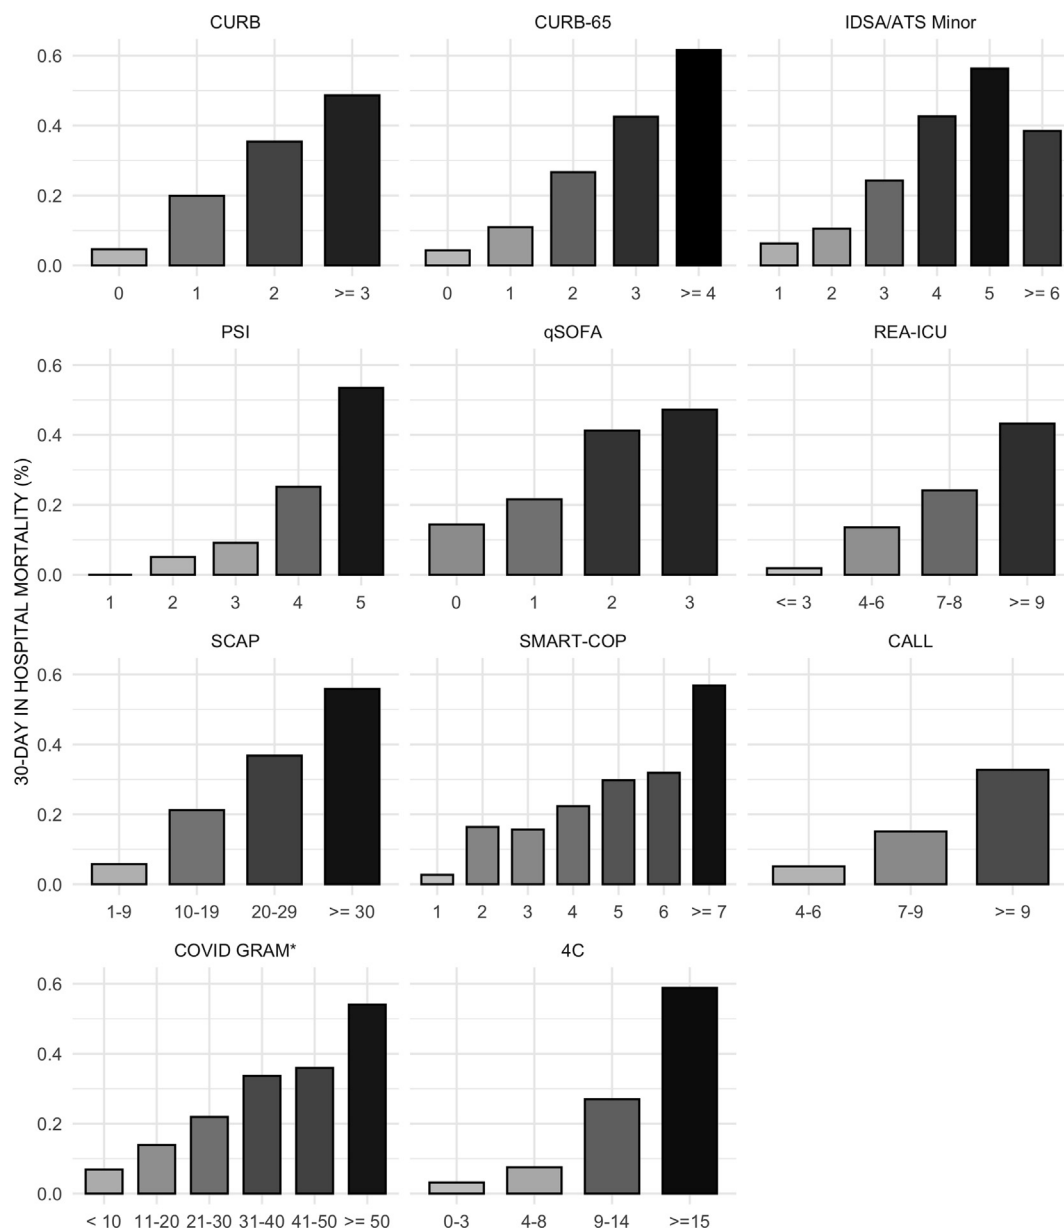 CURB CURB-65 IDSA/ATS Minor
0.6
0.4
0.2
0.0
0 1 2 >= 3 0 1 2 3 >= 4 1 2 3 4 5 >= 6
PSI qSOFA REA-ICU
0.6
0.4
0.2
0.0
1 2 3 4 5 0 1 2 3 <= 3 4-6 7-8 >= 9
30-DAY IN HOSPITAL MORTALITY (%)
SCAP SMART-COP CALL
0.6
0.4
0.2
0.0
1-9 10-19 20-29 >= 30 1 2 3 4 5 6 >= 7 4-6 7-9 >= 9
COVID GRAM* 4C
0.6
0.4
0.2
0.0
< 10 11-20 21-30 31-40 41-50 >= 50 0-3 4-8 9-14 >=15